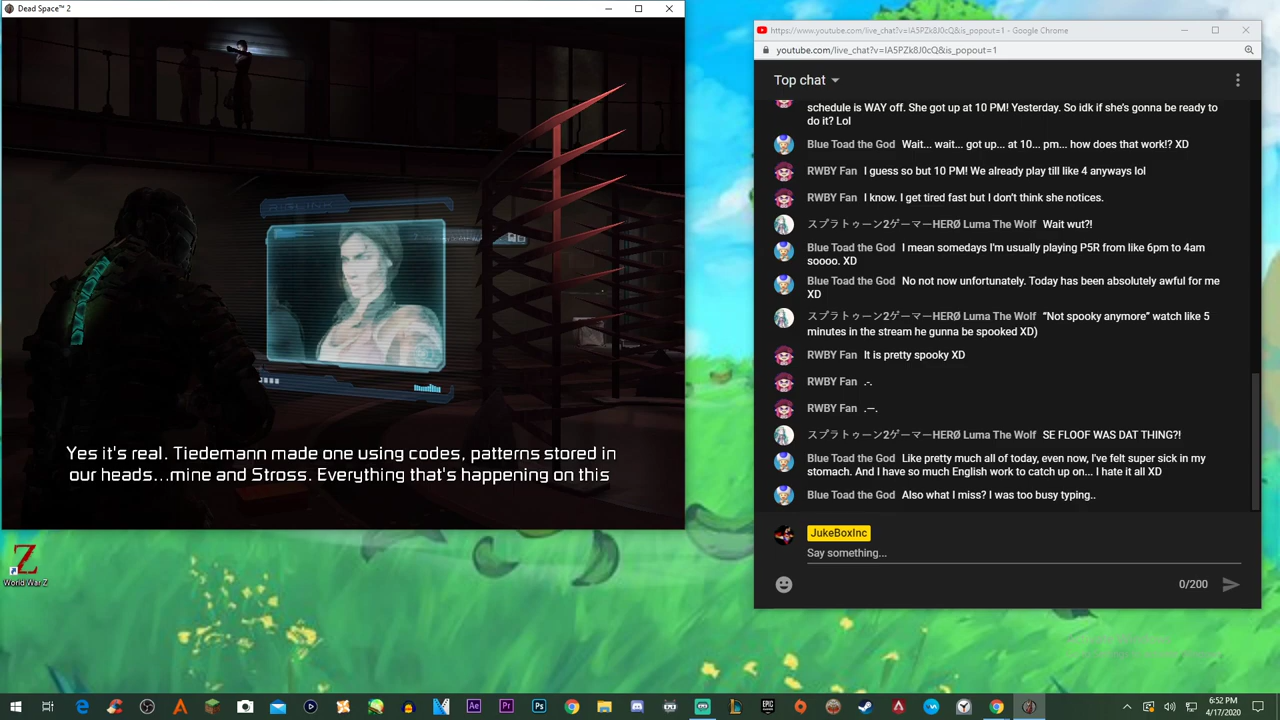 Dead Space™ 2
Yes it's real. Tiedemann made one using codes, patterns stored in
our heads...mine and Stross. Everything that's happening on this
World War Z
https://www.youtube.com/live_chat?v=IA5PZk8J0cQ&is_popout=1 - Google Chrome
youtube.com/live_chat?v=IA5PZk8J0cQ&is_popout=1
Top chat
schedule is WAY off. She got up at 10 PM! Yesterday. So idk if she's gonna be ready to
do it? Lol
Blue Toad the God Wait... wait... got up... at 10... pm... how does that work!? XD
RWBY Fan I guess so but 10 PM! We already play till like 4 anyways lol
RWBY Fan I know. I get tired fast but I don't think she notices.
スプラトゥーン2ゲーマーHERØ Luma The Wolf Wait wut?!
Blue Toad the God I mean somedays I'm usually playing P5R from like 6pm to 4am
soooo. XD
Blue Toad the God No not now unfortunately. Today has been absolutely awful for me
XD
スプラトゥーン2ゲーマーHERØ Luma The Wolf “Not spooky anymore” watch like 5
minutes in the stream he gunna be spooked XD)
RWBY Fan It is pretty spooky XD
RWBY Fan .-.
RWBY Fan .—.
スプラトゥーン2ゲーマーHERØ Luma The Wolf SE FLOOF WAS DAT THING?!
Blue Toad the God Like pretty much all of today, even now, I've felt super sick in my
stomach. And I have so much English work to catch up on... I hate it all XD
Blue Toad the God Also what I miss? I was too busy typing..
JukeBoxInc
Say something...
0/200
6:52 PM
4/17/2020